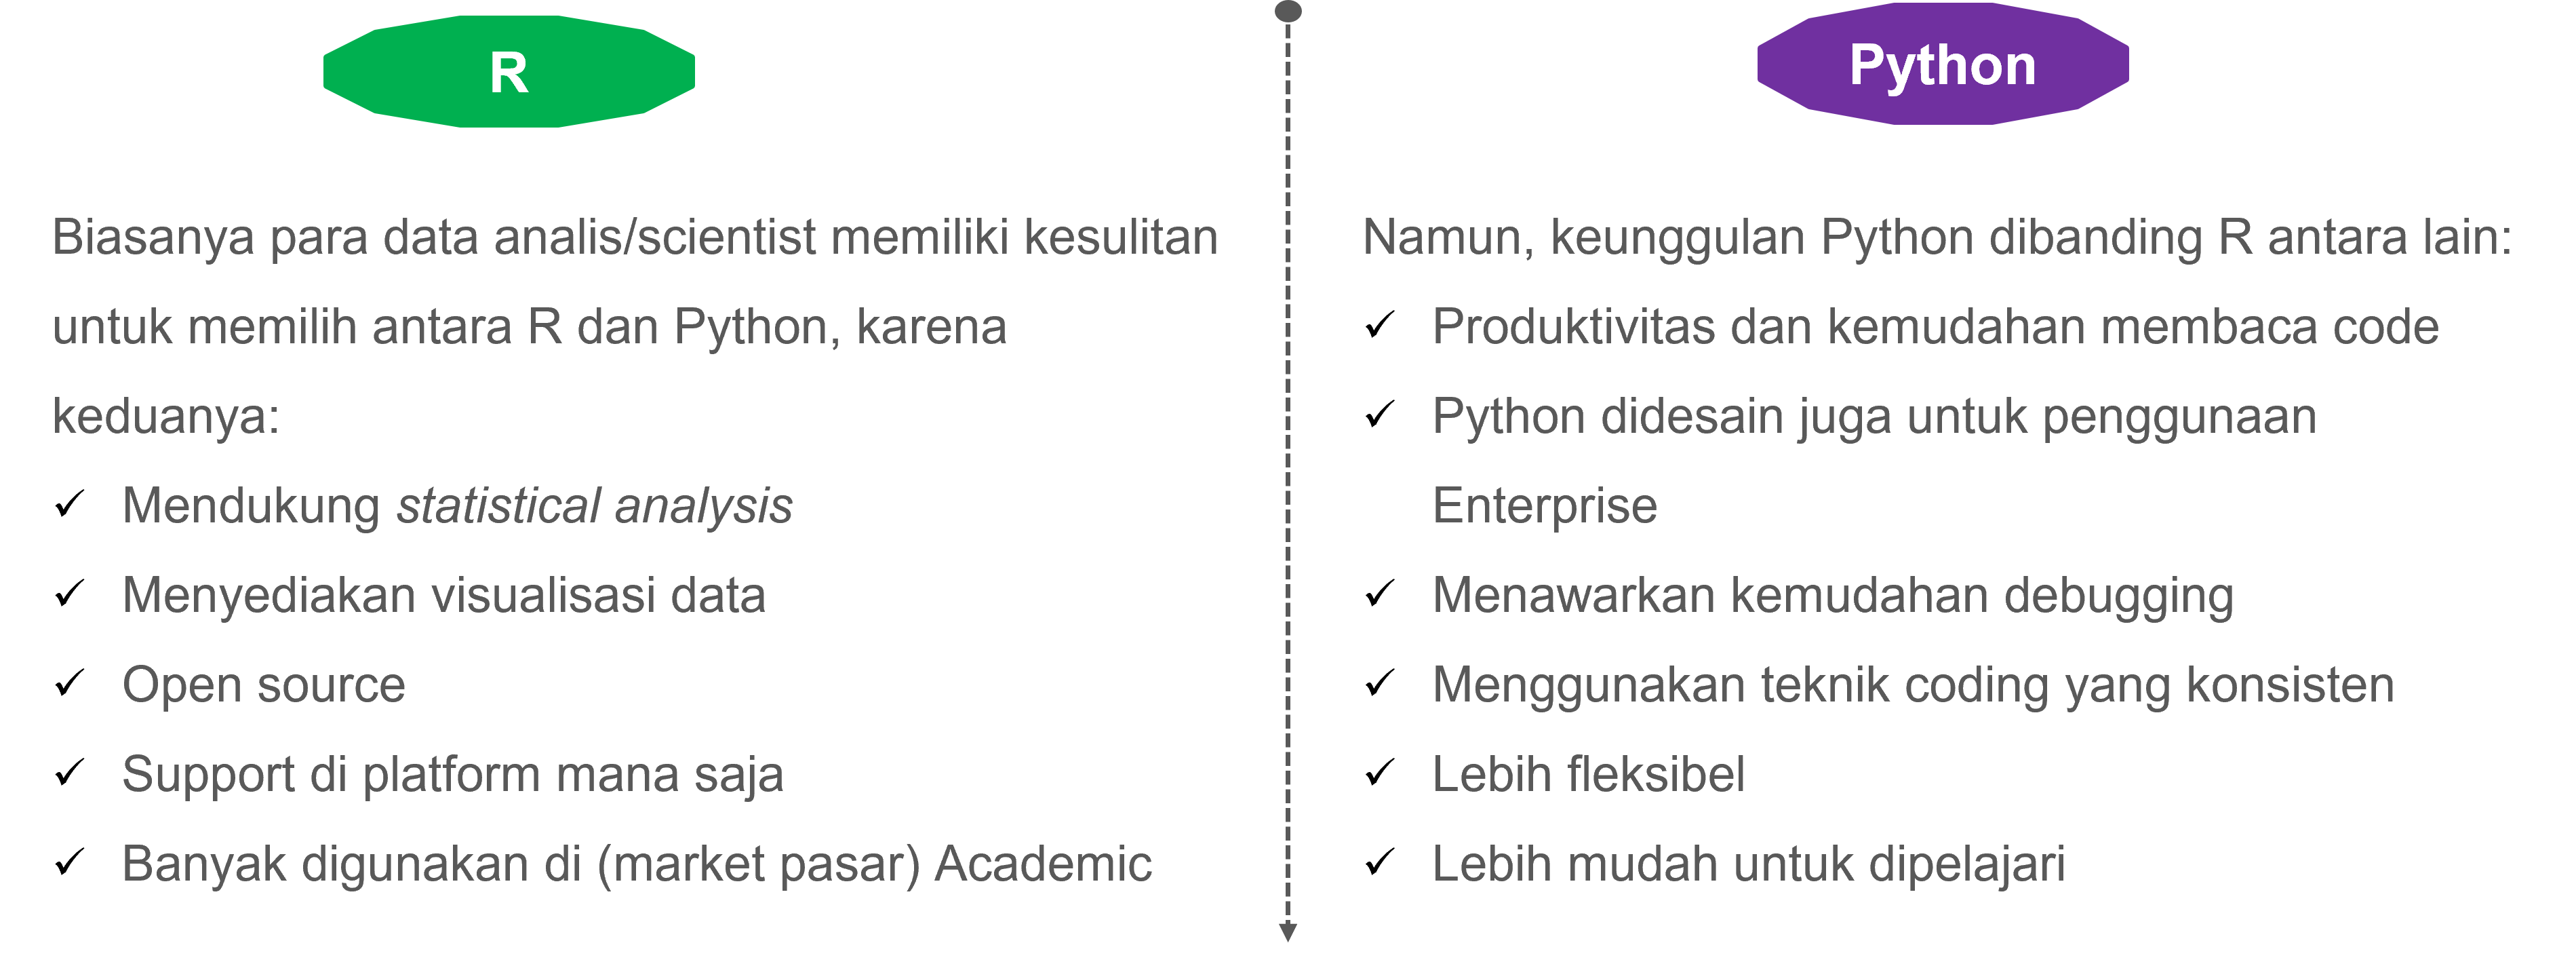 R
Biasanya para data analis/scientist memiliki kesulitan
untuk memilih antara R dan Python, karena
keduanya:
✓ Mendukung statistical analysis
✓ Menyediakan visualisasi data
✓ Open source
✓ Support di platform mana saja
✓ Banyak digunakan di (market pasar) Academic
Python
Namun, keunggulan Python dibanding R antara lain:
✓ Produktivitas dan kemudahan membaca code
✓ Python didesain juga untuk penggunaan
Enterprise
✓ Menawarkan kemudahan debugging
✓ Menggunakan teknik coding yang konsisten
✓ Lebih fleksibel
✓ Lebih mudah untuk dipelajari